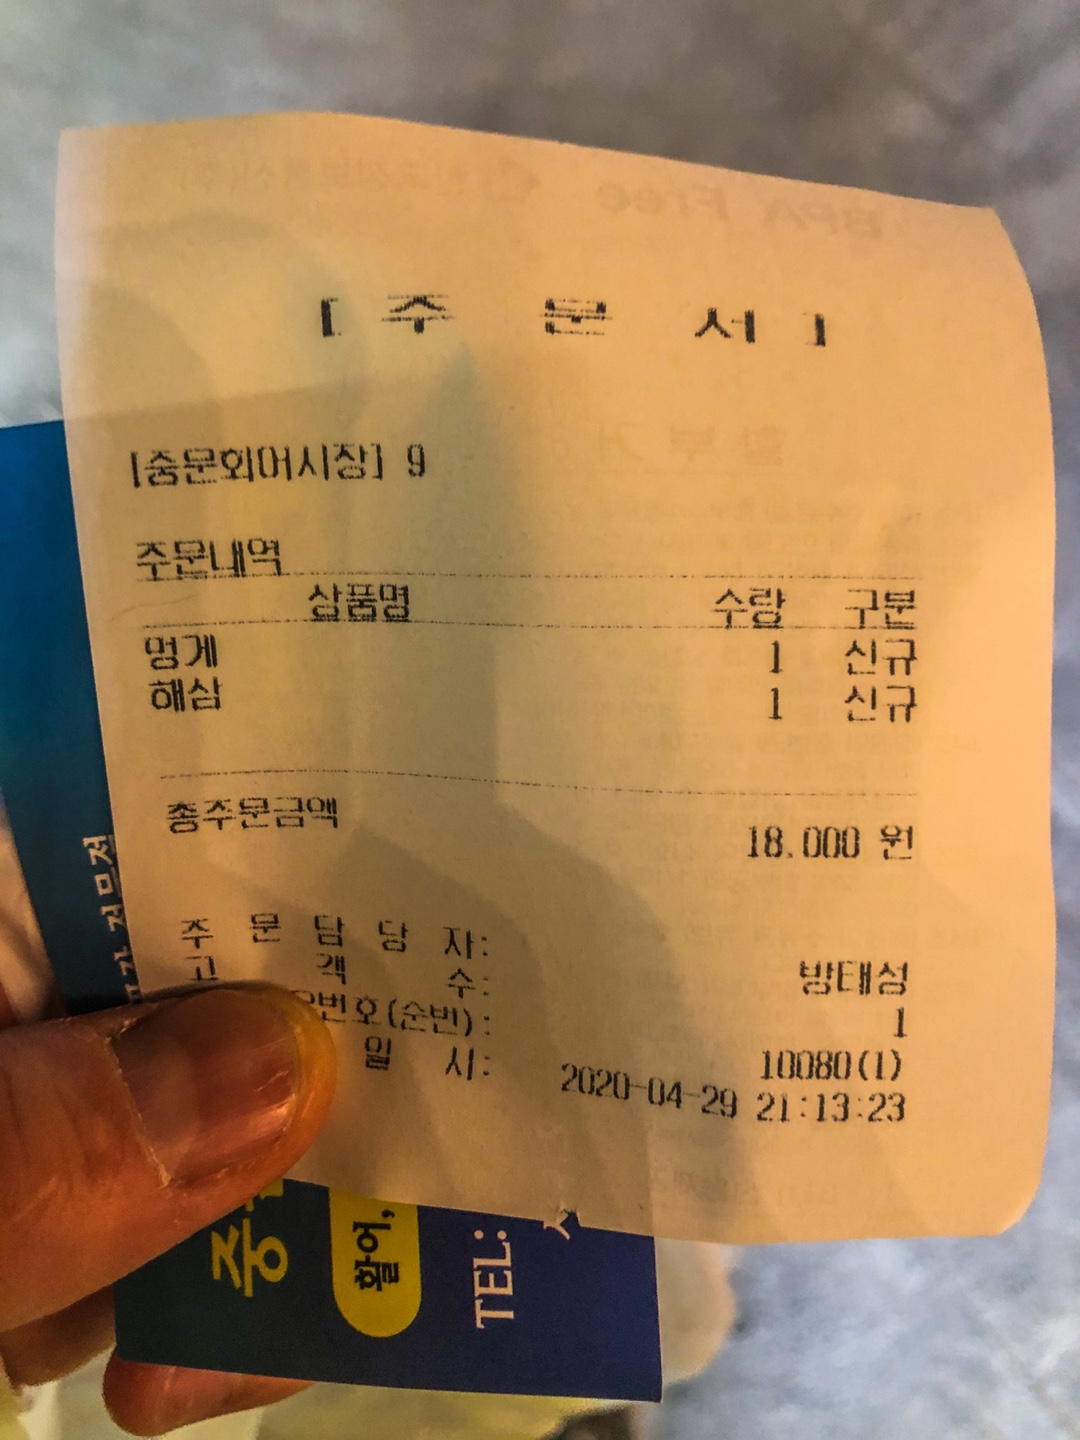 [ 주 문 서 ]
[중문회어시장] 9
주문내역
상품명 수량 구분
멍게 1 신규
해삼 1 신규
총주문금액
18,000 원
주 문 담 당 자: 방태성
고 객 수: 1
번호(순번): 10080(1)
일 시: 2020-04-29 21:13:23
BPA Free
활어,
TEL: